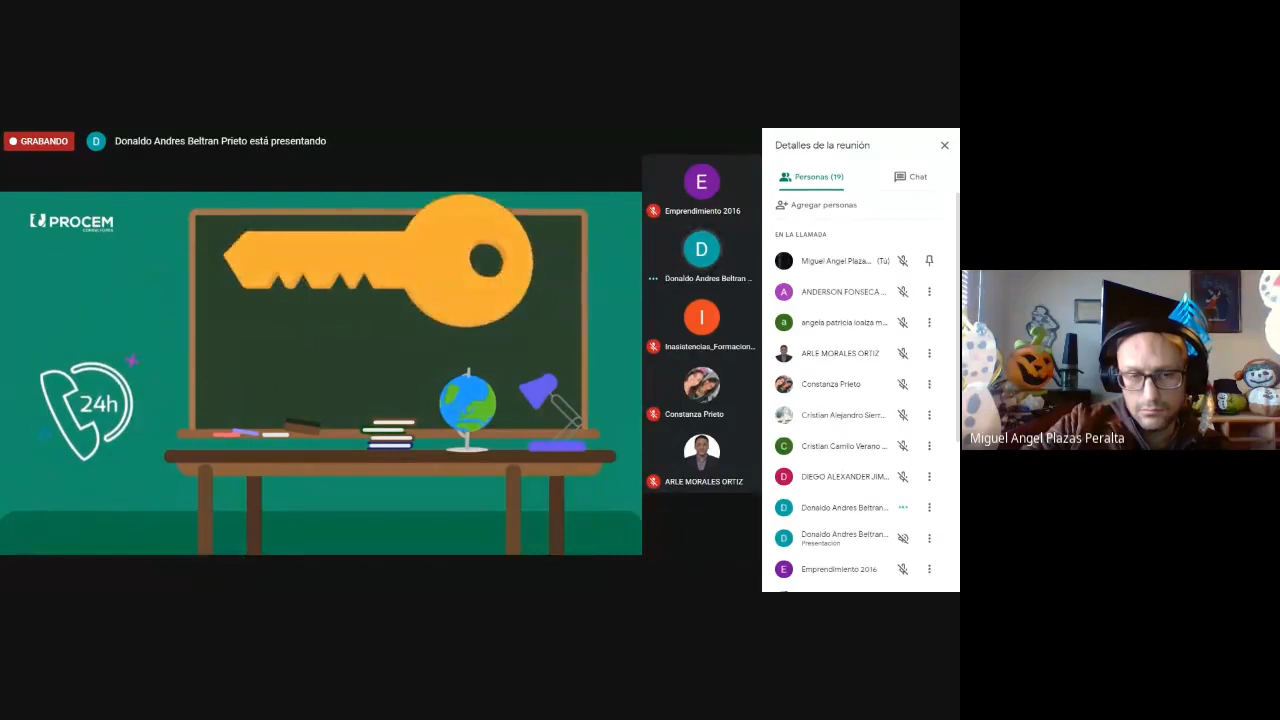 GRABANDO
D
Donaldo Andres Beltran Prieto está presentando
PROCEM
24h
E
Emprendimiento 2016
D
Donaldo Andres Beltran ...
I
Inasistencias_Formacion...
Constanza Prieto
ARLE MORALES ORTIZ
Detalles de la reunión
Personas (19)
Chat
Agregar personas
EN LA LLAMADA
Miguel Angel Plaza... (Tú)
A
ANDERSON FONSECA ...
a
angela patricia loaiza m...
ARLE MORALES ORTIZ
Constanza Prieto
Cristian Alejandro Sierr...
C
Cristian Camilo Verano ...
D
DIEGO ALEXANDER JIM...
D
Donaldo Andres Beltran...
D
Donaldo Andres Beltran...
Presentación
E
Emprendimiento 2016
Miguel Angel Plazas Peralta